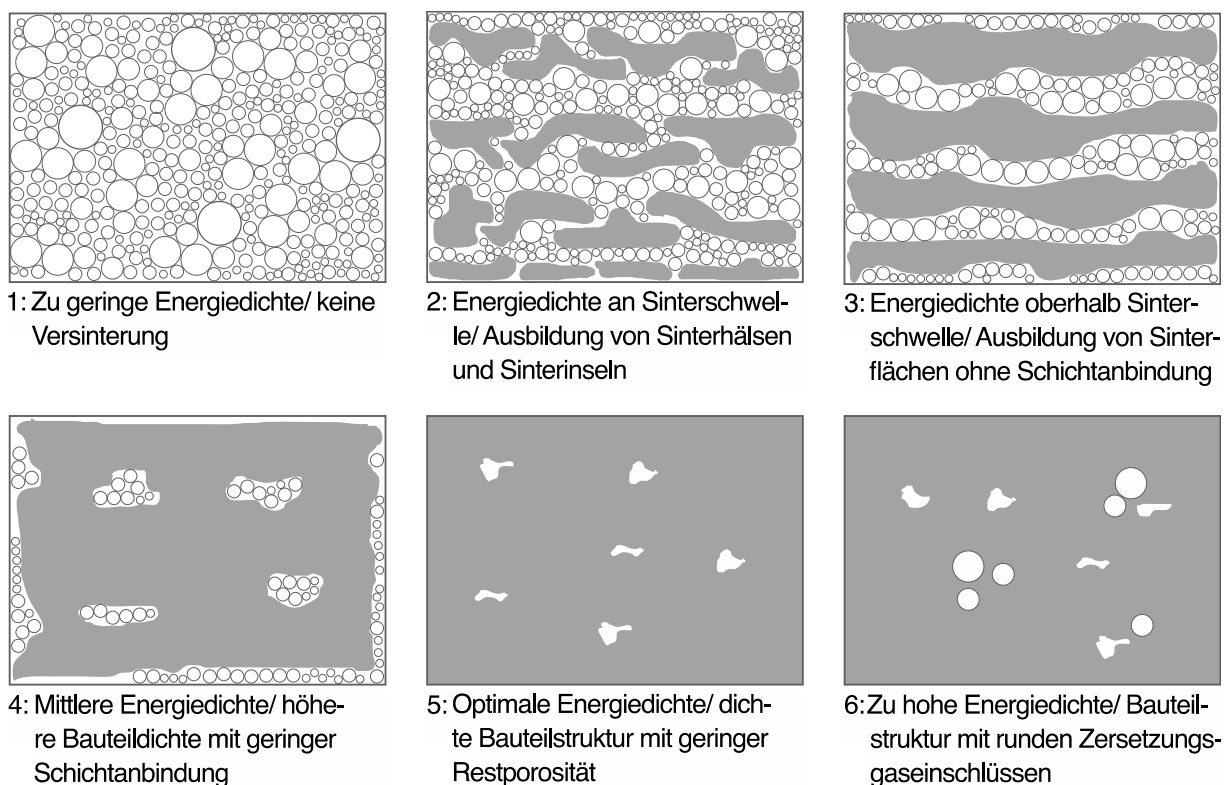 1: Zu geringe Energiedichte/ keine
Versinterung
2: Energiedichte an Sinterschwel-
le/ Ausbildung von Sinterhälsen
und Sinterinseln
3: Energiedichte oberhalb Sinter-
schwelle/ Ausbildung von Sinter-
flächen ohne Schichtanbindung
4: Mittlere Energiedichte/ höhe-
re Bauteildichte mit geringer
Schichtanbindung
5: Optimale Energiedichte/ dich-
te Bauteilstruktur mit geringer
Restporosität
6:Zu hohe Energiedichte/ Bauteil-
struktur mit runden Zersetzungs-
gaseinschlüssen